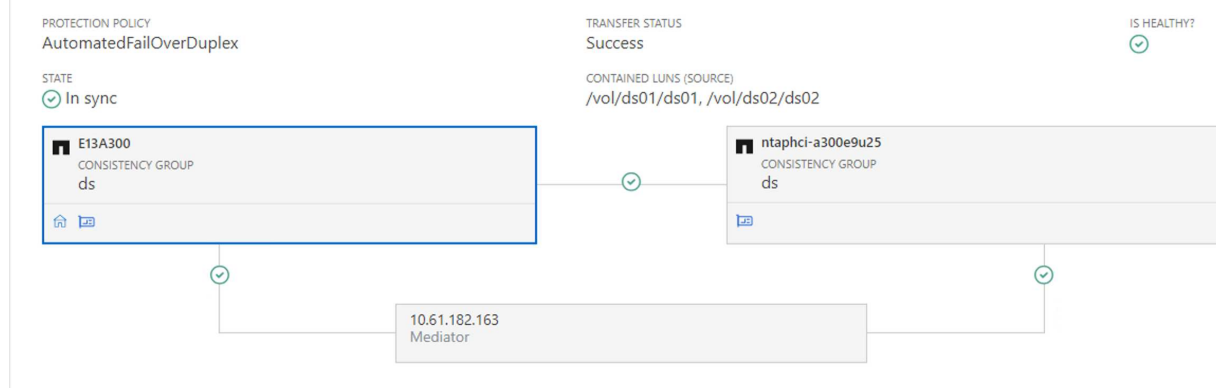 PROTECTION POLICY
AutomatedFailOverDuplex
TRANSFER STATUS
Success
IS HEALTHY?
STATE
In sync
CONTAINED LUNS (SOURCE)
/vol/ds01/ds01, /vol/ds02/ds02
E13A300
CONSISTENCY GROUP
ds
ntaphci-a300e9u25
CONSISTENCY GROUP
ds
10.61.182.163
Mediator